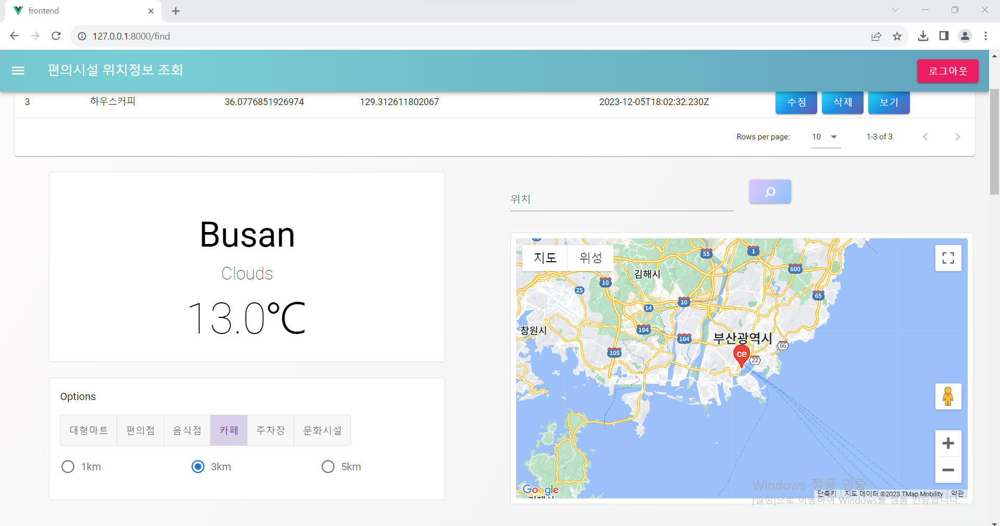 frontend
127.0.0.1:8000/find
편의시설 위치정보 조회
로그아웃
3 하우스커피 36.0776851926974 129.312611802067 2023-12-05T18:02:32.230Z 수정 삭제 보기
Rows per page: 10 1-3 of 3
Busan
Clouds
13.0℃
Options
대형마트 편의점 음식점 카페 주차장 문화시설
1km 3km 5km
위치
지도 위성
55
1
600
김해시
10
25
65
10
14
창원시
104
104
부산광역시
66
105
ce
22
Google
단축키 지도 데이터 ©2023 TMap Mobility 약관
Windows 정품 인증
[설정]으로 이동하여 Windows를 정품 인증합니다.